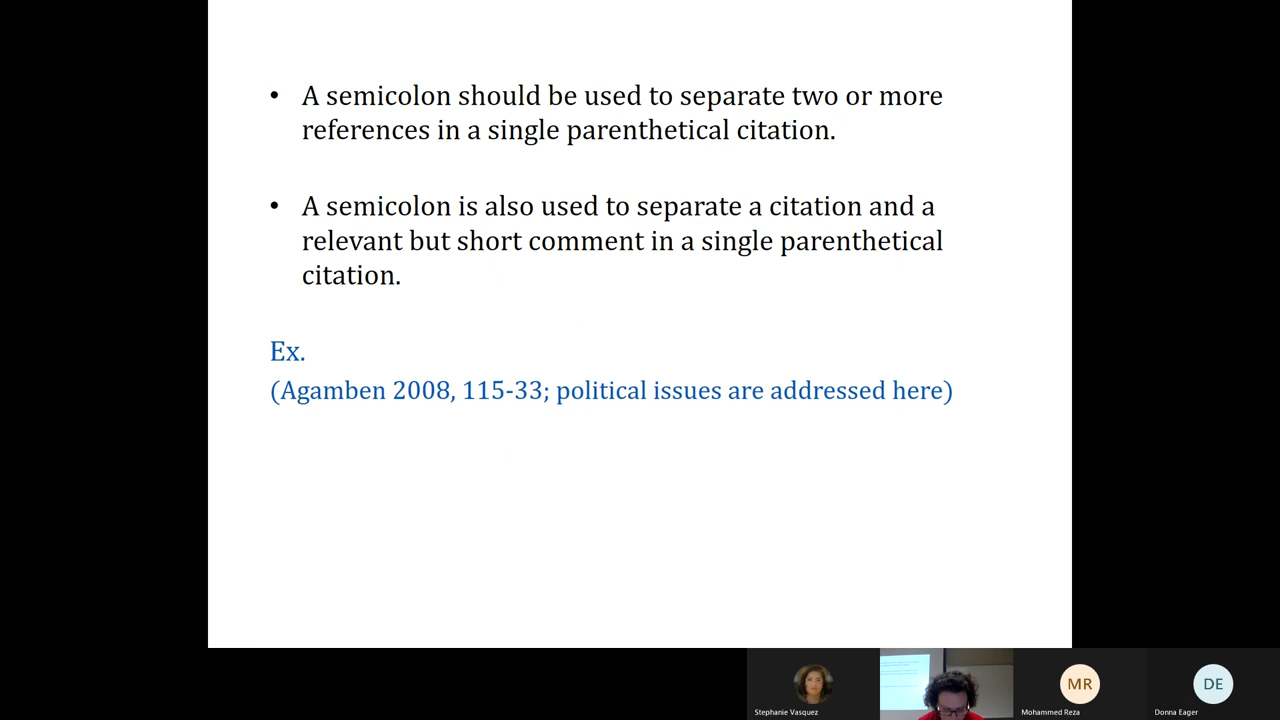 • A semicolon should be used to separate two or more
references in a single parenthetical citation.
• A semicolon is also used to separate a citation and a
relevant but short comment in a single parenthetical
citation.
Ex.
(Agamben 2008, 115-33; political issues are addressed here)
MR
DE
Stephanie Vasquez
Mohammed Reza
Donna Eager